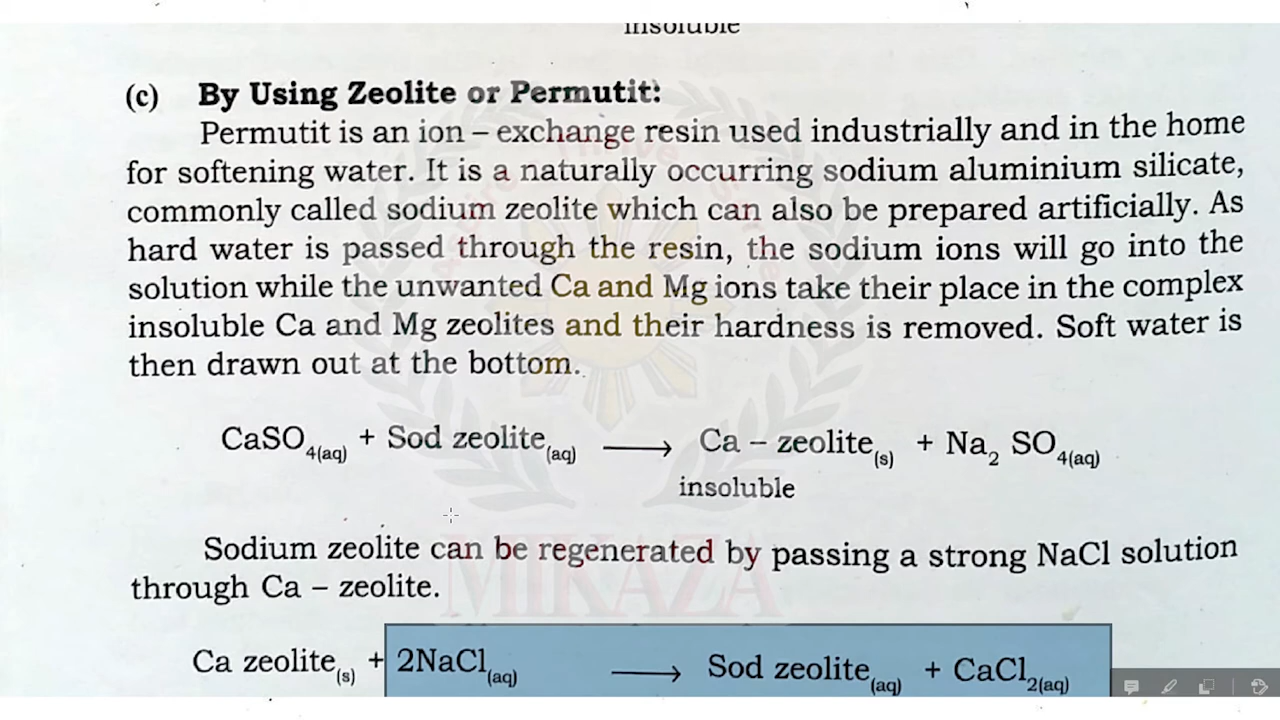 insoluble
(c) By Using Zeolite or Permutit:
Permutit is an ion – exchange resin used industrially and in the home
for softening water. It is a naturally occurring sodium aluminium silicate,
commonly called sodium zeolite which can also be prepared artificially. As
hard water is passed through the resin, the sodium ions will go into the
solution while the unwanted Ca and Mg ions take their place in the complex
insoluble Ca and Mg zeolites and their hardness is removed. Soft water is
then drawn out at the bottom.
CaSO4(aq) + Sod zeolite(aq) ⟶ Ca – zeolite(s) + Na2 SO4(aq)
insoluble
Sodium zeolite can be regenerated by passing a strong NaCl solution
through Ca – zeolite.
MIKAZA
Ca zeolite(s) + 2NaCl(aq) ⟶ Sod zeolite(aq) + CaCl2(aq)